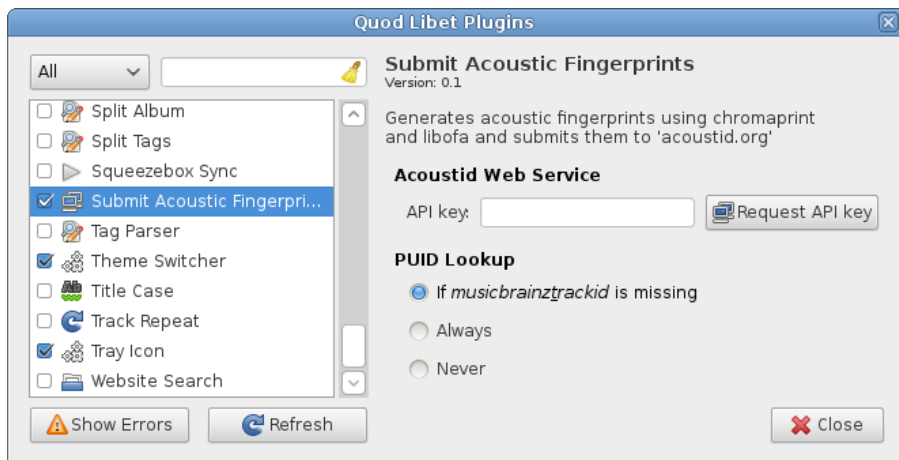 Quod Libet Plugins
All
Split Album
Split Tags
Squeezebox Sync
Submit Acoustic Fingerpri...
Tag Parser
Theme Switcher
Title Case
Track Repeat
Tray Icon
Website Search
Show Errors
Refresh
Submit Acoustic Fingerprints
Version: 0.1
Generates acoustic fingerprints using chromaprint
and libofa and submits them to 'acoustid.org'
Acoustid Web Service
API key:
Request API key
PUID Lookup
If musicbrainztrackid is missing
Always
Never
Close